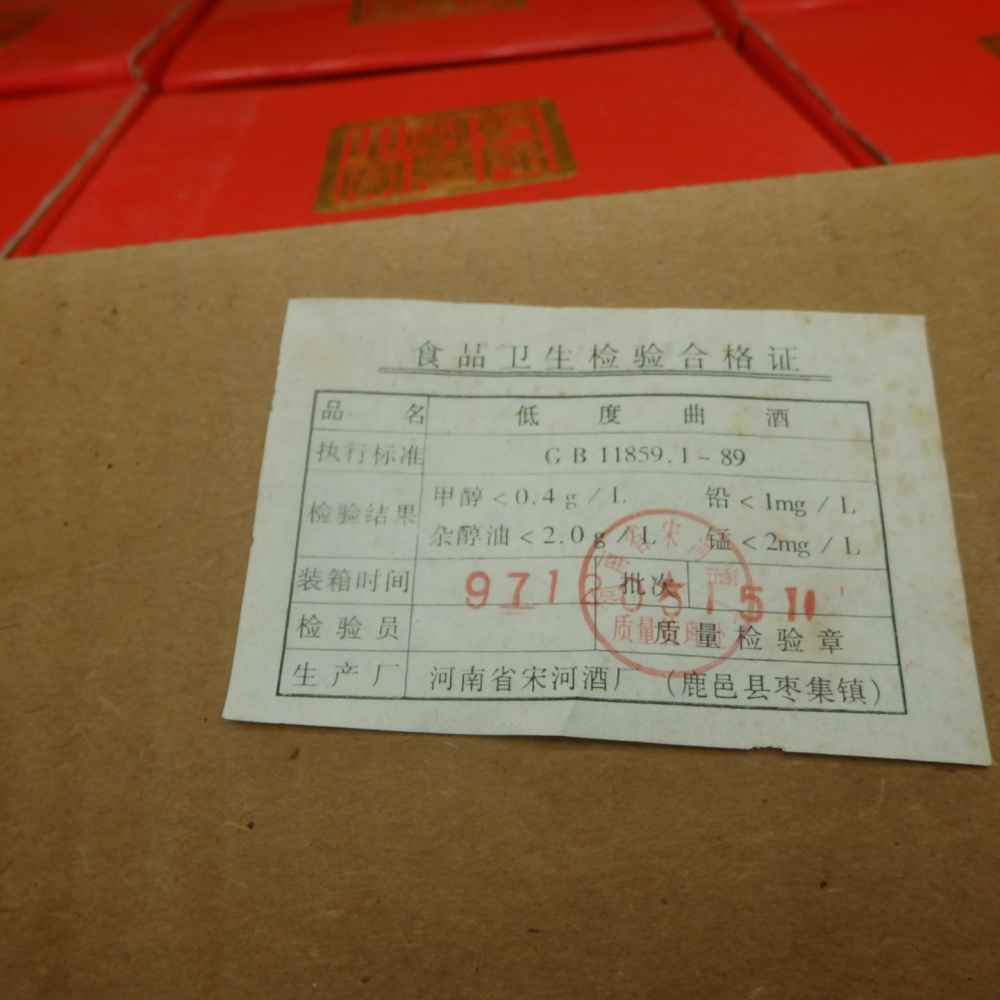 食品卫生检验合格证
品名 低度曲酒
执行标准 GB 11859.1-89
检验结果 甲醇<0.4g/L 铅<1mg/L
杂醇油<2.0g/L 锰<2mg/L
装箱时间 批次
检验员 质量检验章
生产厂 河南省宋河酒厂 (鹿邑县枣集镇)